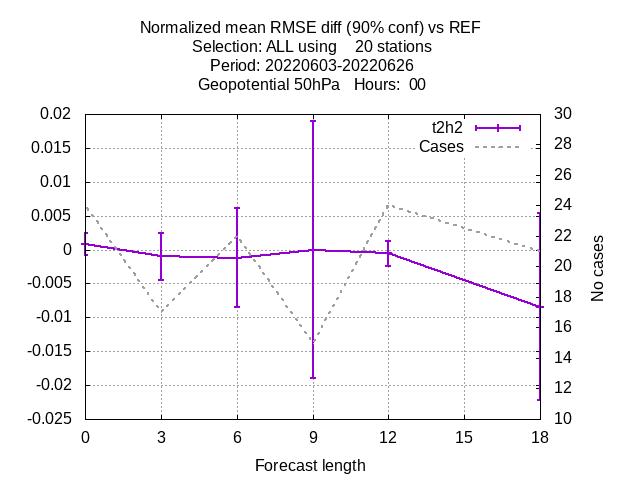 Normalized mean RMSE diff (90% conf) vs REF
Selection: ALL using    20 stations
Period: 20220603-20220626
Geopotential 50hPa   Hours:  00
0.02
0.015
0.01
0.005
0
-0.005
-0.01
-0.015
-0.02
-0.025
t2h2
Cases
30
28
26
24
22
20
18
16
14
12
10
No cases
0 3 6 9 12 15 18
Forecast length